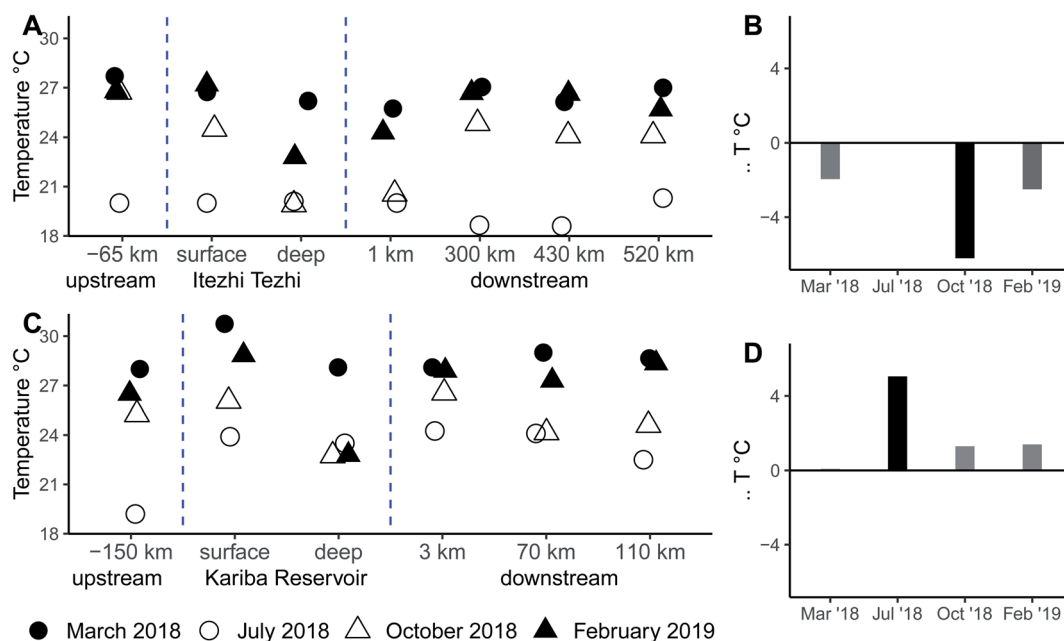 A
Temperature °C
30
27
24
21
18
−65 km surface deep 1 km 300 km 430 km 520 km
upstream Itezhi Tezhi downstream
B
.. T °C
4
0
−4
Mar '18 Jul '18 Oct '18 Feb '19
C
Temperature °C
30
27
24
21
18
−150 km surface deep 3 km 70 km 110 km
upstream Kariba Reservoir downstream
D
.. T °C
4
0
−4
Mar '18 Jul '18 Oct '18 Feb '19
March 2018 July 2018 October 2018 February 2019